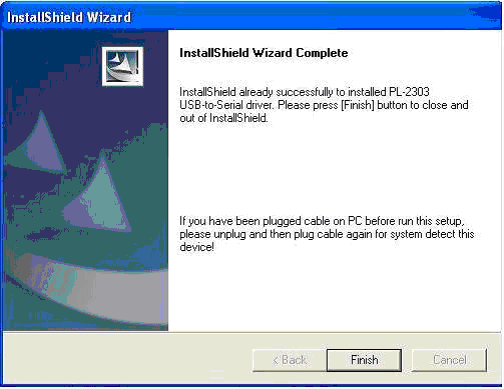 InstallShield Wizard
InstallShield Wizard Complete
InstallShield already successfully to installed PL-2303
USB-to-Serial driver. Please press [Finish] button to close and
out of InstallShield.
If you have been plugged cable on PC before run this setup,
please unplug and then plug cable again for system detect this
device!
< Back
Finish
Cancel